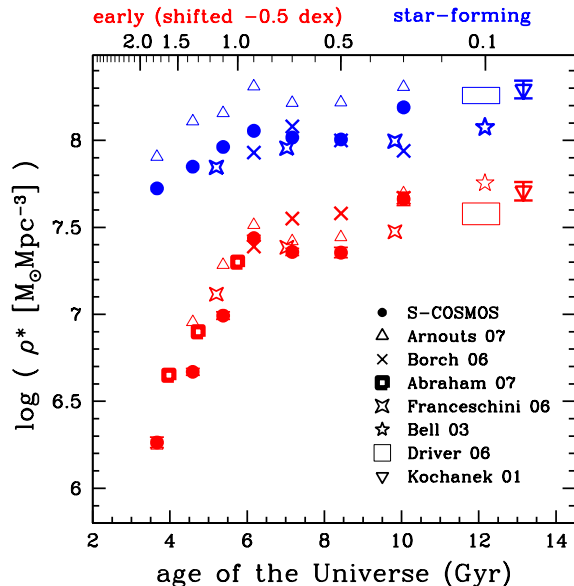 early (shifted −0.5 dex) star-forming
2.0 1.5 1.0 0.5 0.1
8
7.5
7
6.5
6
log ( ρ* [M⊙Mpc⁻³] )
S-COSMOS
Arnouts 07
Borch 06
Abraham 07
Franceschini 06
Bell 03
Driver 06
Kochanek 01
2 4 6 8 10 12 14
age of the Universe (Gyr)